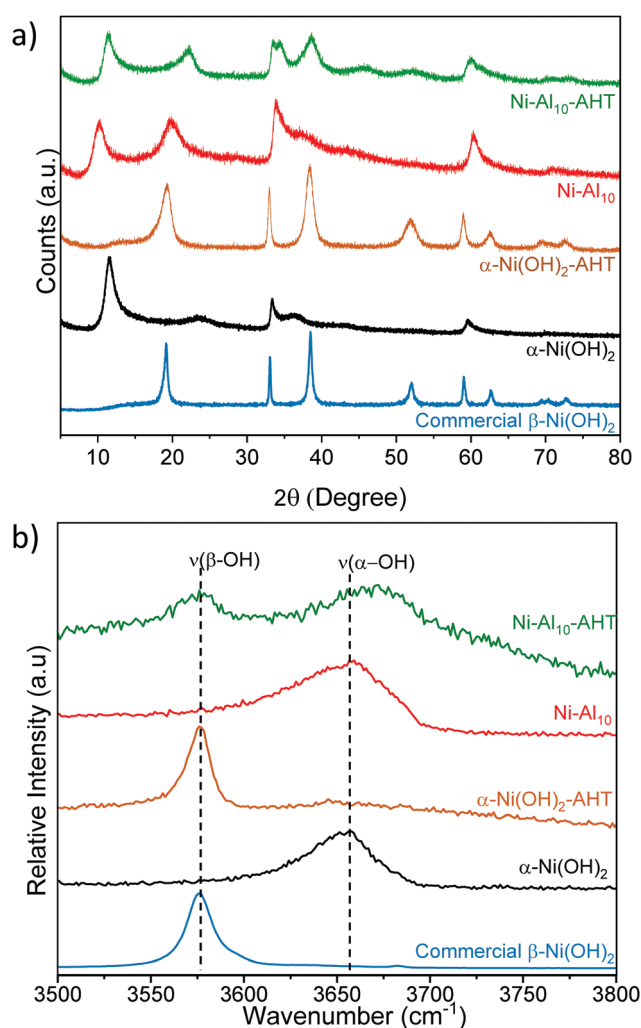 a)
Counts (a.u.)
Ni-Al₁₀-AHT
Ni-Al₁₀
α-Ni(OH)₂-AHT
α-Ni(OH)₂
Commercial β-Ni(OH)₂
10 20 30 40 50 60 70 80
2θ (Degree)
b)
Relative Intensity (a.u)
ν(β-OH) ν(α–OH)
Ni-Al₁₀-AHT
Ni-Al₁₀
α-Ni(OH)₂-AHT
α-Ni(OH)₂
Commercial β-Ni(OH)₂
3500 3550 3600 3650 3700 3750 3800
Wavenumber (cm⁻¹)